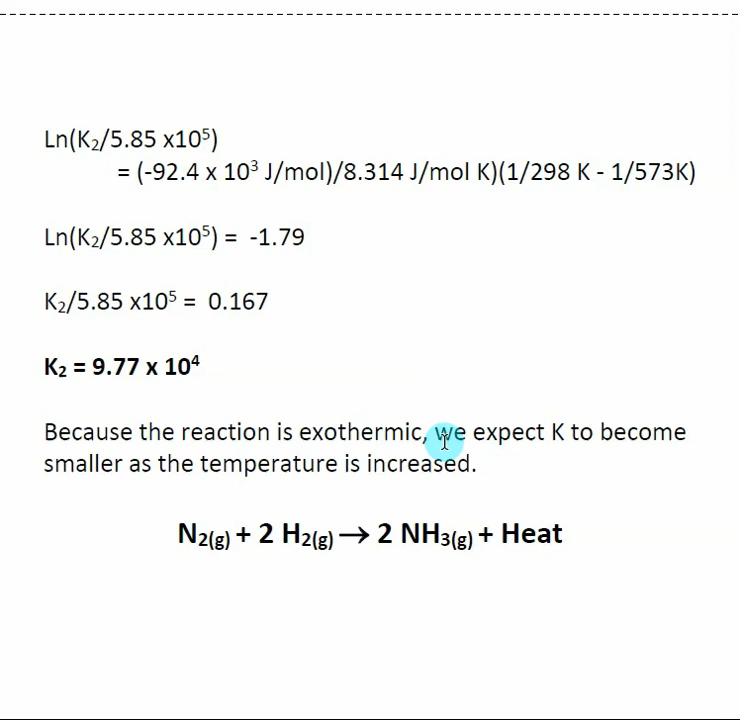 Ln(K₂/5.85 x10⁵)
= (-92.4 x 10³ J/mol)/8.314 J/mol K)(1/298 K - 1/573K)
Ln(K₂/5.85 x10⁵) = -1.79
K₂/5.85 x10⁵ = 0.167
K₂ = 9.77 x 10⁴
Because the reaction is exothermic, we expect K to become
smaller as the temperature is increased.
N₂(g) + 2 H₂(g) → 2 NH₃(g) + Heat